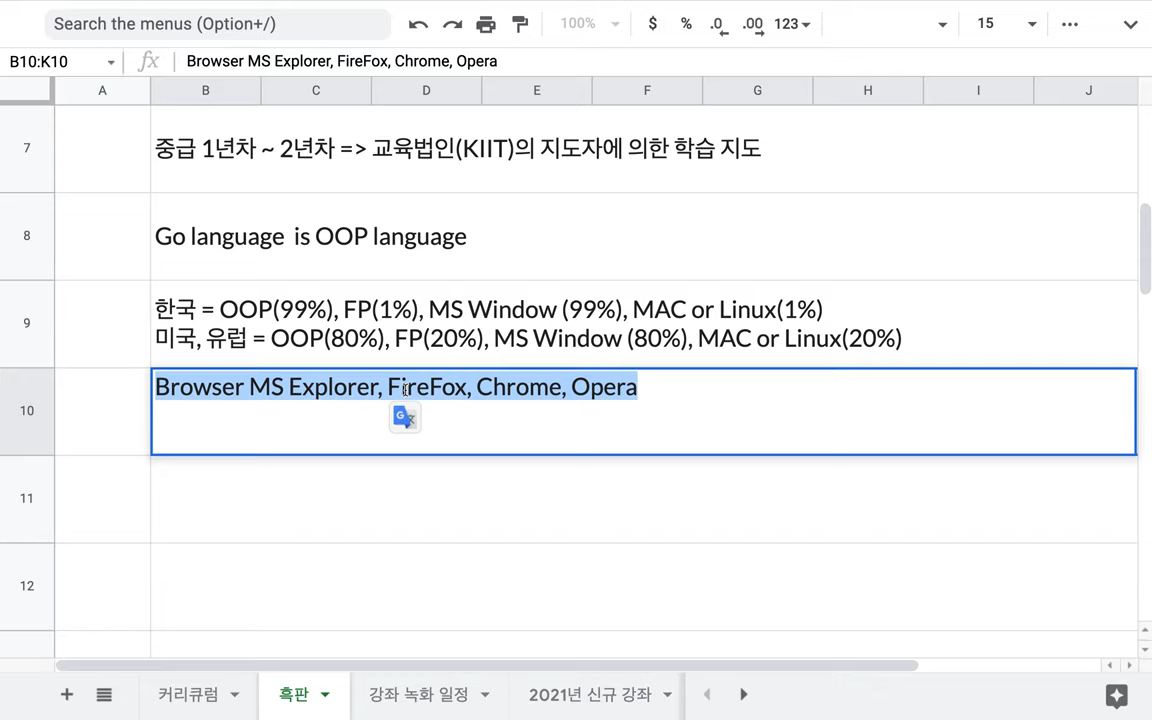 Search the menus (Option+/)
100%
$
%
.0
.00
123
15
B10:K10
fx
Browser MS Explorer, FireFox, Chrome, Opera
A
B
C
D
E
F
G
H
I
J
7
중급 1년차 ~ 2년차 => 교육법인(KIIT)의 지도자에 의한 학습 지도
8
Go language  is OOP language
9
한국 = OOP(99%), FP(1%), MS Window (99%), MAC or Linux(1%)
미국, 유럽 = OOP(80%), FP(20%), MS Window (80%), MAC or Linux(20%)
10
Browser MS Explorer, FireFox, Chrome, Opera
11
12
커리큐럼
흑판
강좌 녹화 일정
2021년 신규 강좌